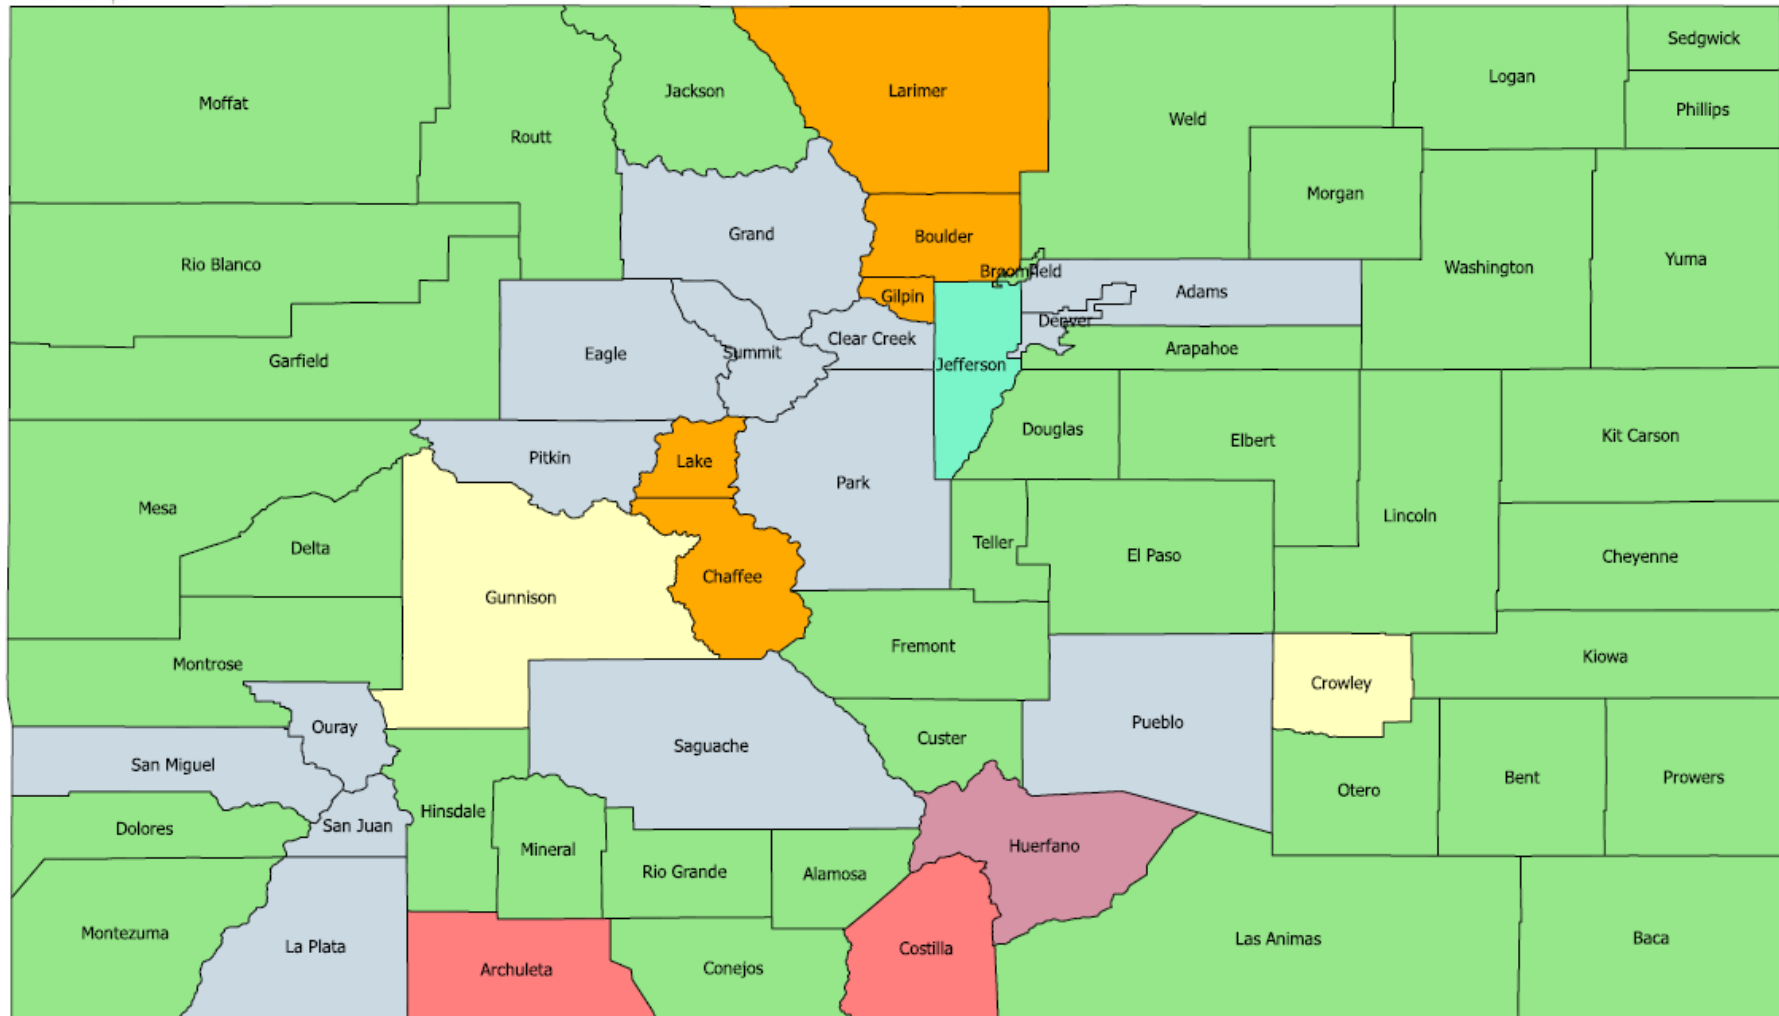 Sedgwick
Logan
Jackson
Larimer
Moffat
Phillips
Weld
Routt
Morgan
Grand
Boulder
Rio Blanco
Washington
Yuma
Broomfield
Adams
Gilpin
Denver
Clear Creek
Arapahoe
Eagle
Summit
Garfield
Jefferson
Douglas
Elbert
Kit Carson
Pitkin
Lake
Park
Mesa
Lincoln
Delta
Teller
El Paso
Cheyenne
Chaffee
Gunnison
Fremont
Montrose
Kiowa
Crowley
Ouray
Pueblo
Custer
Saguache
San Miguel
Bent
Prowers
Otero
Hinsdale
San Juan
Dolores
Huerfano
Mineral
Rio Grande
Alamosa
Montezuma
La Plata
Costilla
Las Animas
Baca
Conejos
Archuleta